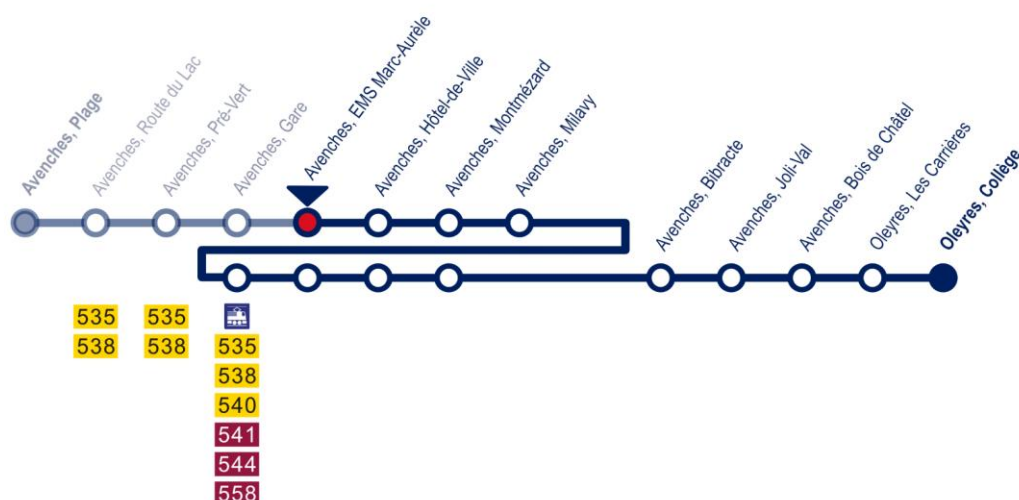 Avenches, Plage
Avenches, Route du Lac
Avenches, Pré-Vert
Avenches, Gare
Avenches, EMS Marc-Aurèle
Avenches, Hôtel-de-Ville
Avenches, Montmézard
Avenches, Milavy
Avenches, Bibracte
Avenches, Joli-Val
Avenches, Bois de Châtel
Oleyres, Les Carrières
Oleyres, Collège
535 535
538 538 535
538
540
541
544
558